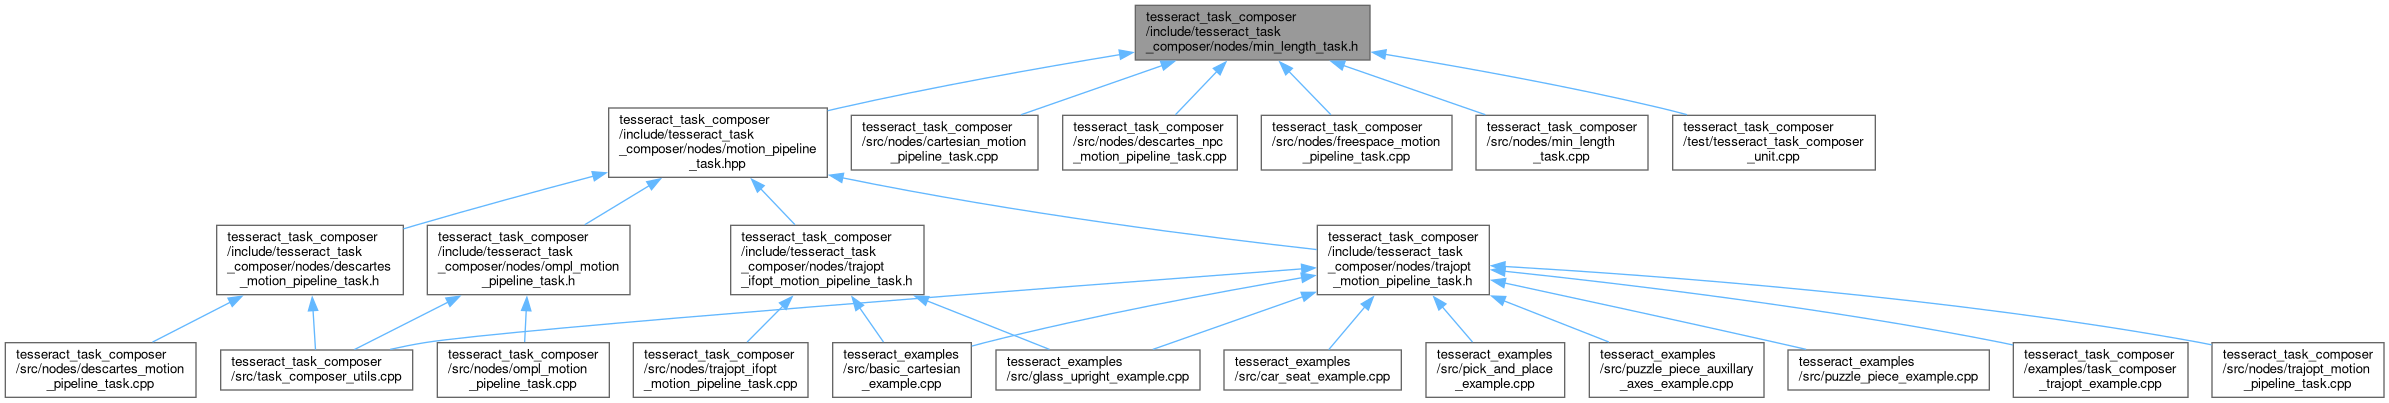 tesseract_task_composer
/include/tesseract_task
_composer/nodes/min_length_task.h
tesseract_task_composer
/include/tesseract_task
_composer/nodes/motion_pipeline
_task.hpp
tesseract_task_composer
/src/nodes/cartesian_motion
_pipeline_task.cpp
tesseract_task_composer
/src/nodes/descartes_npc
_motion_pipeline_task.cpp
tesseract_task_composer
/src/nodes/freespace_motion
_pipeline_task.cpp
tesseract_task_composer
/src/nodes/min_length
_task.cpp
tesseract_task_composer
/test/tesseract_task_composer
_unit.cpp
tesseract_task_composer
/include/tesseract_task
_composer/nodes/descartes
_motion_pipeline_task.h
tesseract_task_composer
/include/tesseract_task
_composer/nodes/ompl_motion
_pipeline_task.h
tesseract_task_composer
/include/tesseract_task
_composer/nodes/trajopt
_ifopt_motion_pipeline_task.h
tesseract_task_composer
/include/tesseract_task
_composer/nodes/trajopt
_motion_pipeline_task.h
tesseract_task_composer
/src/nodes/descartes_motion
_pipeline_task.cpp
tesseract_task_composer
/src/task_composer_utils.cpp
tesseract_task_composer
/src/nodes/ompl_motion
_pipeline_task.cpp
tesseract_task_composer
/src/nodes/trajopt_ifopt
_motion_pipeline_task.cpp
tesseract_examples
/src/basic_cartesian
_example.cpp
tesseract_examples
/src/glass_upright_example.cpp
tesseract_examples
/src/car_seat_example.cpp
tesseract_examples
/src/pick_and_place
_example.cpp
tesseract_examples
/src/puzzle_piece_auxillary
_axes_example.cpp
tesseract_examples
/src/puzzle_piece_example.cpp
tesseract_task_composer
/examples/task_composer
_trajopt_example.cpp
tesseract_task_composer
/src/nodes/trajopt_motion
_pipeline_task.cpp